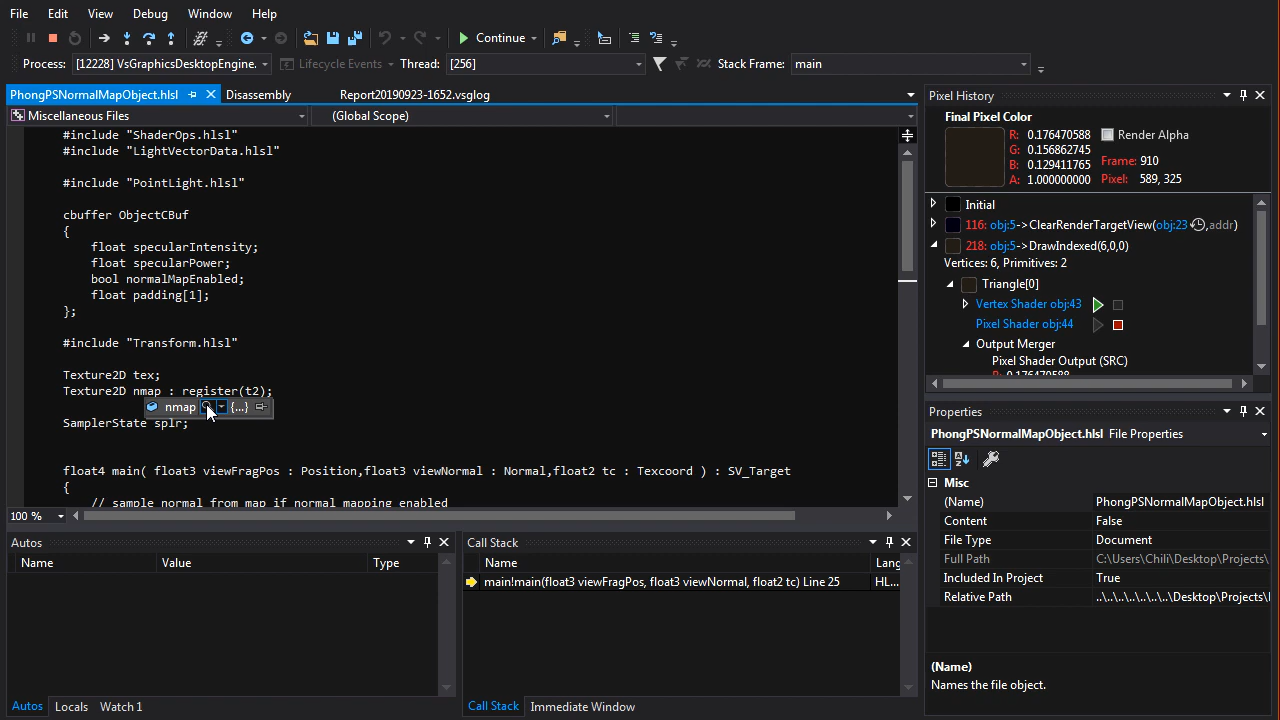 File Edit View Debug Window Help
Continue
Process: [12228] VsGraphicsDesktopEngine. Lifecycle Events Thread: [256] Stack Frame: main
PhongPSNormalMapObject.hlsl Disassembly Report20190923-1652.vsglog
Miscellaneous Files (Global Scope)
#include "ShaderOps.hlsl"
#include "LightVectorData.hlsl"
#include "PointLight.hlsl"
cbuffer ObjectCBuf
{
float specularIntensity;
float specularPower;
bool normalMapEnabled;
float padding[1];
};
#include "Transform.hlsl"
Texture2D tex;
Texture2D nmap : register(t2);
nmap {...}
SamplerState splr;
float4 main( float3 viewFragPos : Position,float3 viewNormal : Normal,float2 tc : Texcoord ) : SV_Target
{
// sample normal from map if normal mapping enabled
100 %
Autos
Name Value Type
Autos Locals Watch 1
Call Stack
Name Lang
main!main(float3 viewFragPos, float3 viewNormal, float2 tc) Line 25 HL...
Call Stack Immediate Window
Pixel History
Final Pixel Color
R: 0.176470588 Render Alpha
G: 0.156862745
B: 0.129411765 Frame: 910
A: 1.000000000 Pixel: 589, 325
Initial
116: obj:5->ClearRenderTargetView(obj:23,addr)
218: obj:5->DrawIndexed(6,0,0)
Vertices: 6, Primitives: 2
Triangle[0]
Vertex Shader obj:43
Pixel Shader obj:44
Output Merger
Pixel Shader Output (SRC)
R: 0.176470588
Properties
PhongPSNormalMapObject.hlsl File Properties
Misc
(Name) PhongPSNormalMapObject.hlsl
Content False
File Type Document
Full Path C:\Users\Chili\Desktop\Projects\
Included In Project True
Relative Path ..\..\..\..\..\..\..\Desktop\Projects\
(Name)
Names the file object.